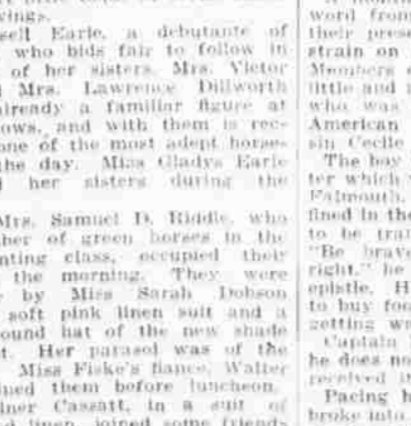 wings.
sell Earle, a debutante of
who bids fair to follow in
of her sisters, Mrs. Victor
Mrs. Lawrence Dillworth
already a familiar figure at
ows, and with them is rec-
one of the most adept horse-
the day. Miss Gladys Earle
her sisters during the
Mrs. Samuel D. Riddle, who
ber of green horses in the
nting class, occupied their
the morning. They were
by Miss Sarah Dobson
soft pink linen suit and a
ound hat of the new shade
t. Her parasol was of the
Miss Fiske's fiance, Walter
ined them before luncheon.
iner Cassatt, in a suit of
linen, joined some friends
word from
their prese
strain on
Members o
little and
who was
American
sin Cecile
The boy
ter which
Falmouth.
fined in the
to be tra
"Be brave
right," he
epistle. H
to buy foo
getting w
Captain
he does no
received i
Pacing h
broke into